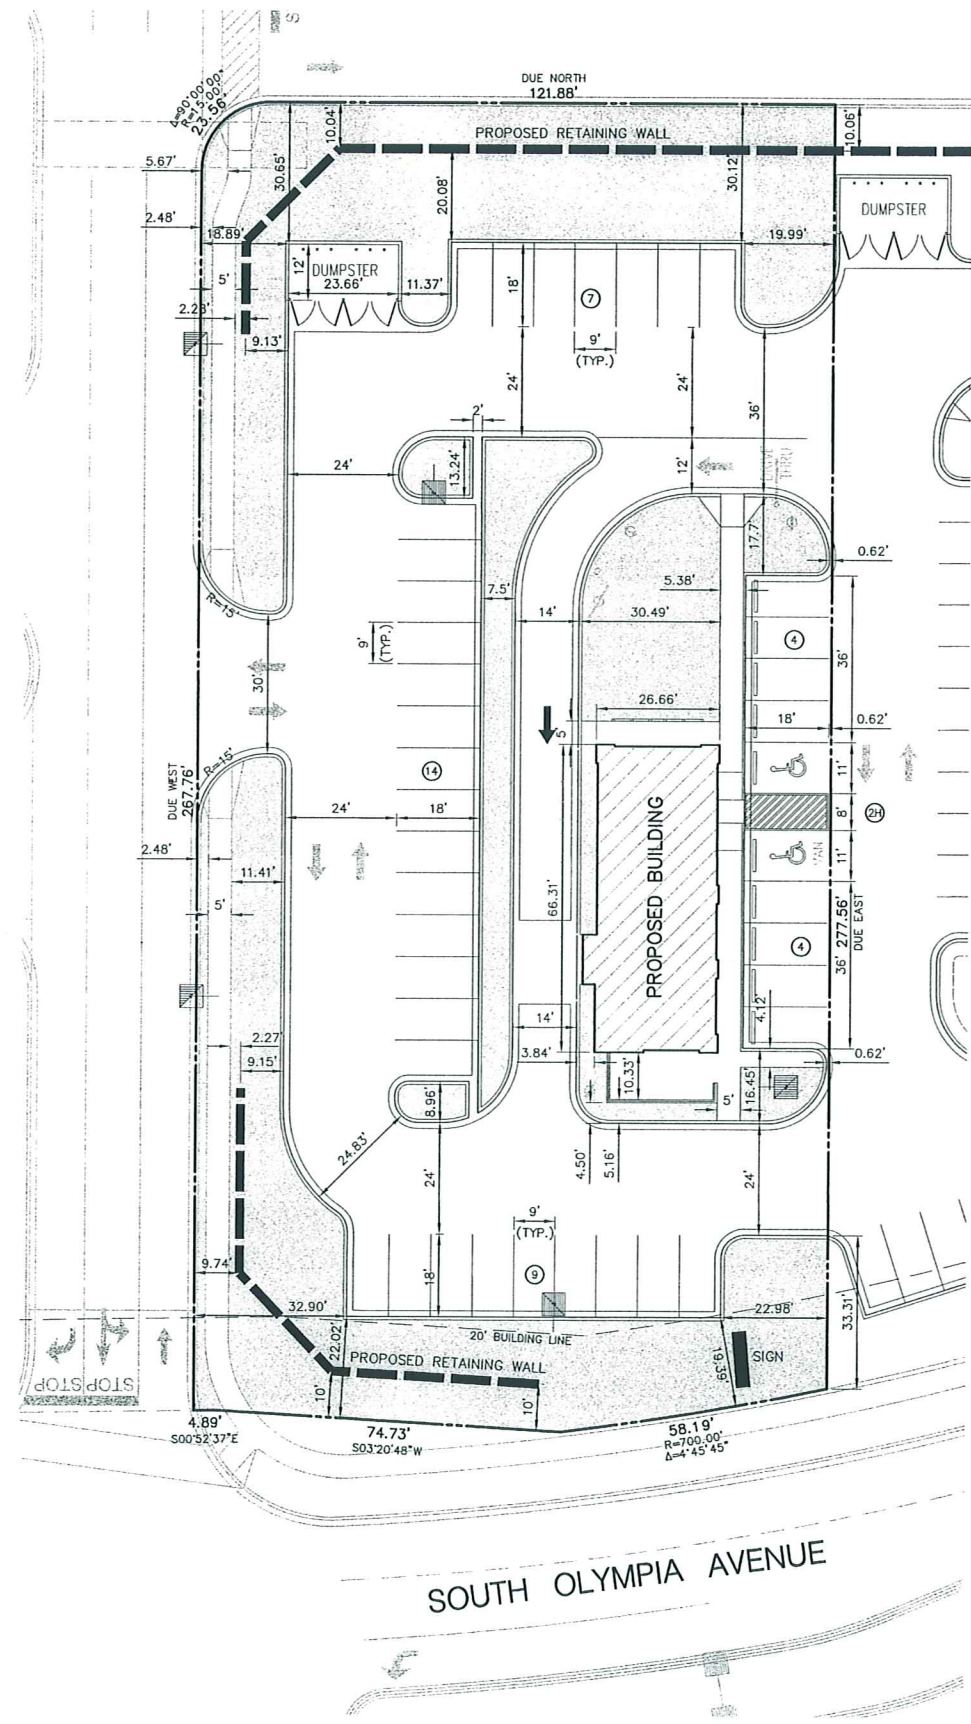 S
DUE NORTH
121.88'
Δ=90°00'00"
R=15.00'
23.56'
10.04'
PROPOSED RETAINING WALL
10.06'
5.67'
30.65'
20.08'
30.12'
2.48'
18.89'
19.99'
DUMPSTER
12'
DUMPSTER
23.66'
11.37'
5'
18'
7
2.28'
9.13'
9'
(TYP.)
24'
24'
36'
2'
24'
13.24'
12'
DRIVE
THRU
17.7'
0.62'
R=15'
7.5'
5.38'
14'
30.49'
9'
(TYP.)
4
36'
30'
26.66'
18'
0.62'
5'
R=15'
14
11'
DUE WEST
267.76'
24'
18'
8'
2H
PROPOSED BUILDING
2.48'
11.41'
VAN
11'
66.31'
5'
4
36'
277.56'
DUE EAST
4.12'
14'
2.27'
9.15'
3.84'
0.62'
10.33'
16.45'
5'
8.96'
24.83'
24'
4.50'
5.16'
24'
9'
(TYP.)
9.74'
18'
9
32.90'
22.98'
33.31'
22.02'
20' BUILDING LINE
PROPOSED RETAINING WALL
19.39'
SIGN
STOP
STOP
10'
10'
4.89'
S00°52'37"E
74.73'
S03°20'48"W
58.19'
R=700.00'
Δ=4°45'45"
SOUTH OLYMPIA AVENUE